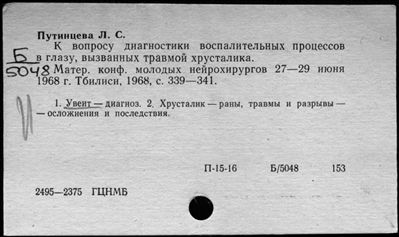 Путинцева Л. С.
К вопросу диагностики воспалительных процессов
Б в глазу, вызванных травмой хрусталика.
5048 Матер. конф. молодых нейрохирургов 27—29 июня
1968 г. Тбилиси, 1968, с. 339—341.
1. Увеит — диагноз. 2. Хрусталик — раны, травмы и разрывы —
— осложнения и последствия.
П-15-16 Б/5048 153
2495—2375 ГЦНМБ